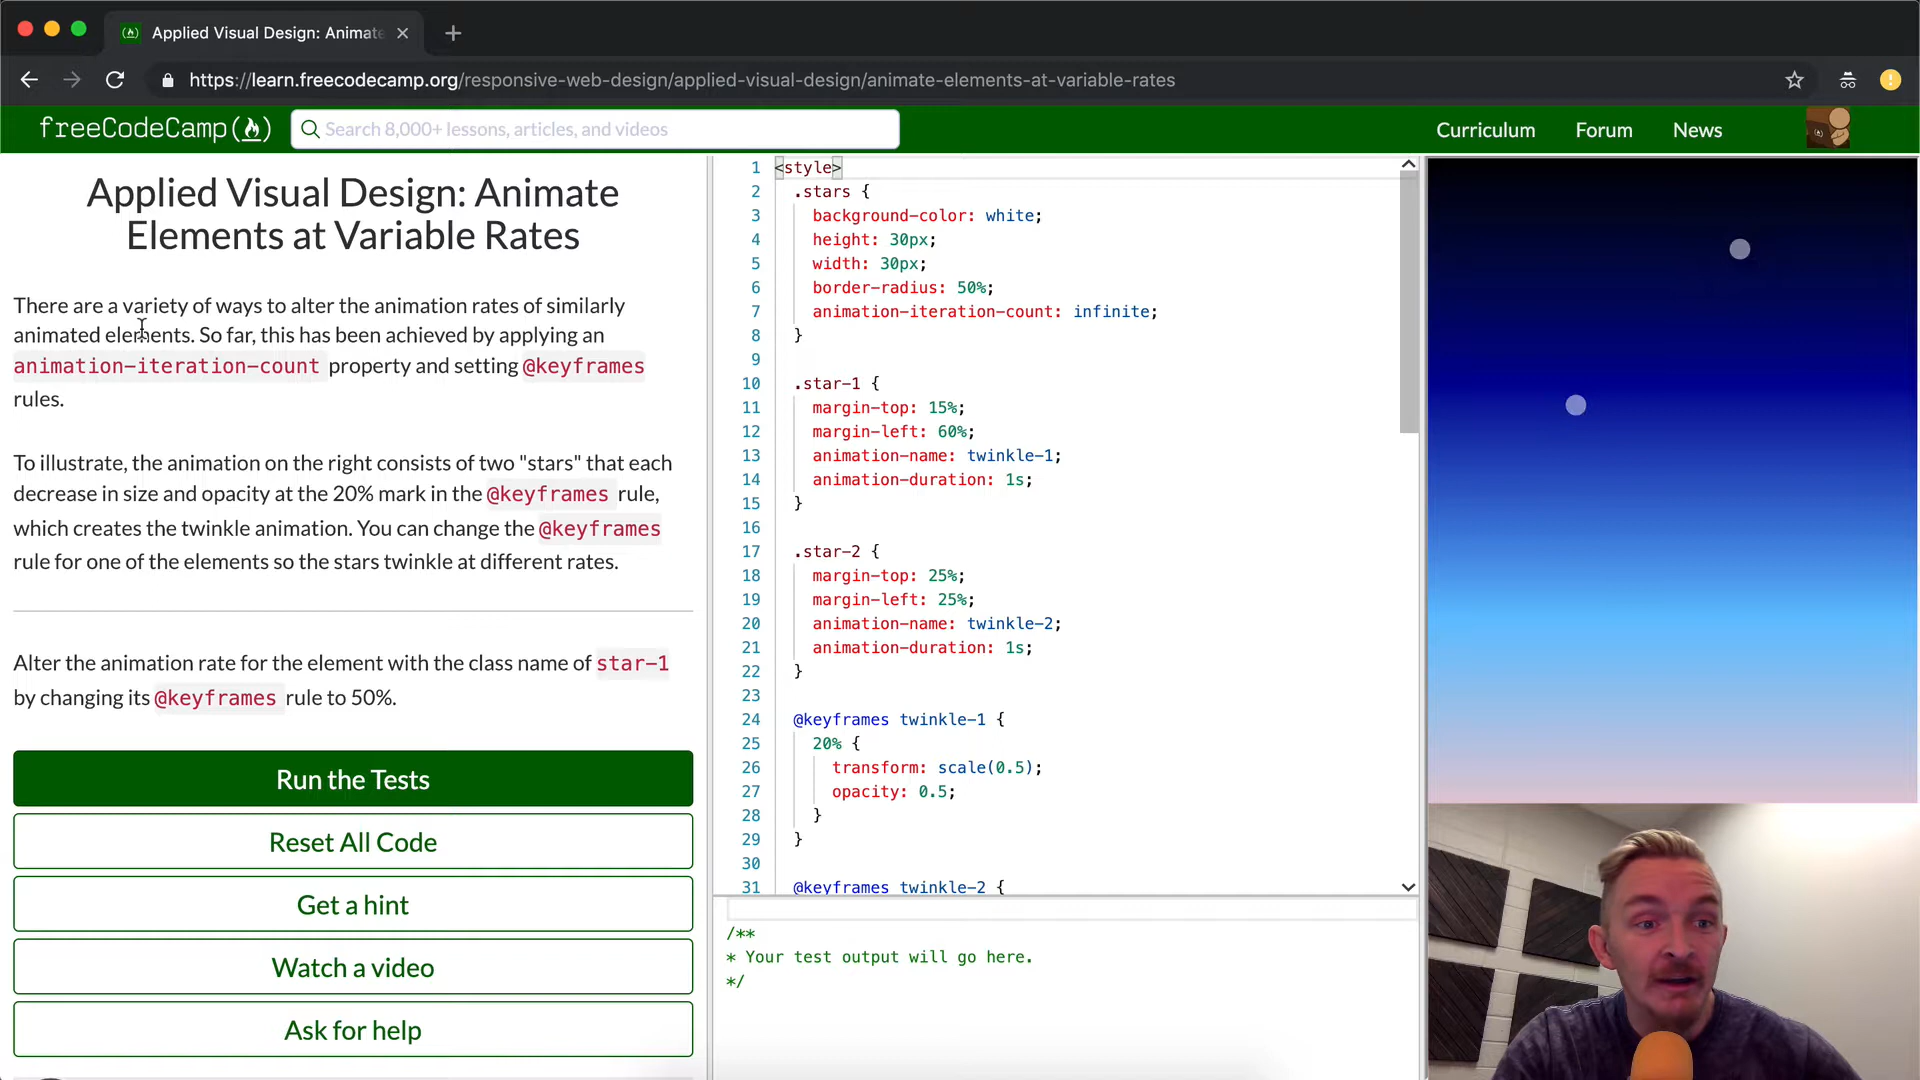 Applied Visual Design: Animate
https://learn.freecodecamp.org/responsive-web-design/applied-visual-design/animate-elements-at-variable-rates
freeCodeCamp
Search 8,000+ lessons, articles, and videos
Curriculum
Forum
News
Applied Visual Design: Animate
Elements at Variable Rates
There are a variety of ways to alter the animation rates of similarly
animated elements. So far, this has been achieved by applying an
animation-iteration-count property and setting @keyframes
rules.
To illustrate, the animation on the right consists of two "stars" that each
decrease in size and opacity at the 20% mark in the @keyframes rule,
which creates the twinkle animation. You can change the @keyframes
rule for one of the elements so the stars twinkle at different rates.
Alter the animation rate for the element with the class name of star-1
by changing its @keyframes rule to 50%.
Run the Tests
Reset All Code
Get a hint
Watch a video
Ask for help
1 <style>
2 .stars {
3 background-color: white;
4 height: 30px;
5 width: 30px;
6 border-radius: 50%;
7 animation-iteration-count: infinite;
8 }
9
10 .star-1 {
11 margin-top: 15%;
12 margin-left: 60%;
13 animation-name: twinkle-1;
14 animation-duration: 1s;
15 }
16
17 .star-2 {
18 margin-top: 25%;
19 margin-left: 25%;
20 animation-name: twinkle-2;
21 animation-duration: 1s;
22 }
23
24 @keyframes twinkle-1 {
25 20% {
26 transform: scale(0.5);
27 opacity: 0.5;
28 }
29 }
30
31 @keyframes twinkle-2 {
/**
* Your test output will go here.
*/